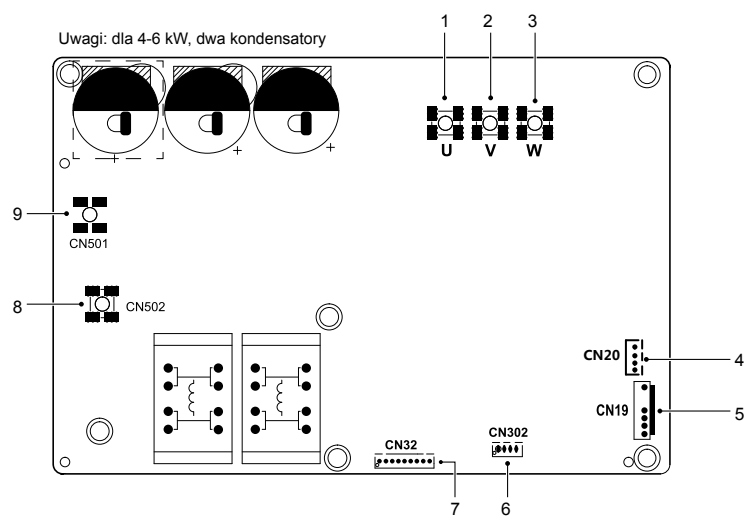 1 2 3
Uwagi: dla 4-6 kW, dwa kondensatory
U V W
9
CN501
8
CN502
CN20
4
CN19
5
CN32
CN302
7 6